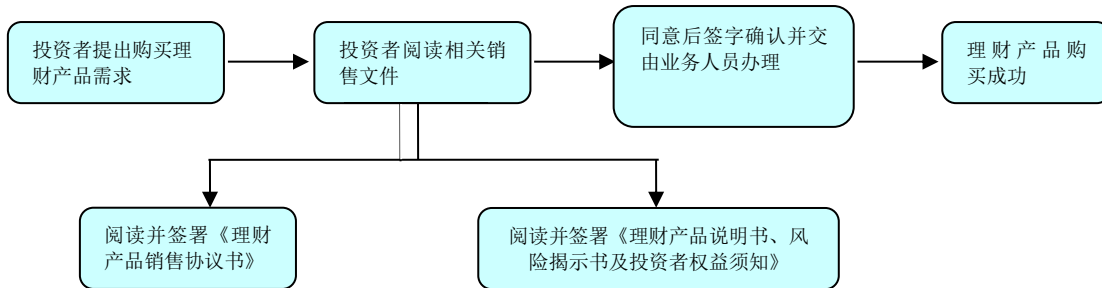 投资者提出购买理
财产品需求
投资者阅读相关销
售文件
同意后签字确认并交
由业务人员办理
理财产品购
买成功
阅读并签署《理财
产品销售协议书》
阅读并签署《理财产品说明书、风
险揭示书及投资者权益须知》